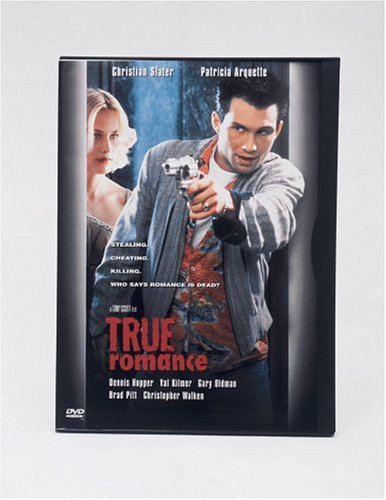 Christian Slater Patricia Arquette
STEALING.
CHEATING.
KILLING.
WHO SAYS ROMANCE IS DEAD?
A TONY SCOTT FILM
TRUE
romance
Dennis Hopper Val Kilmer Gary Oldman
Brad Pitt Christopher Walken
DVD